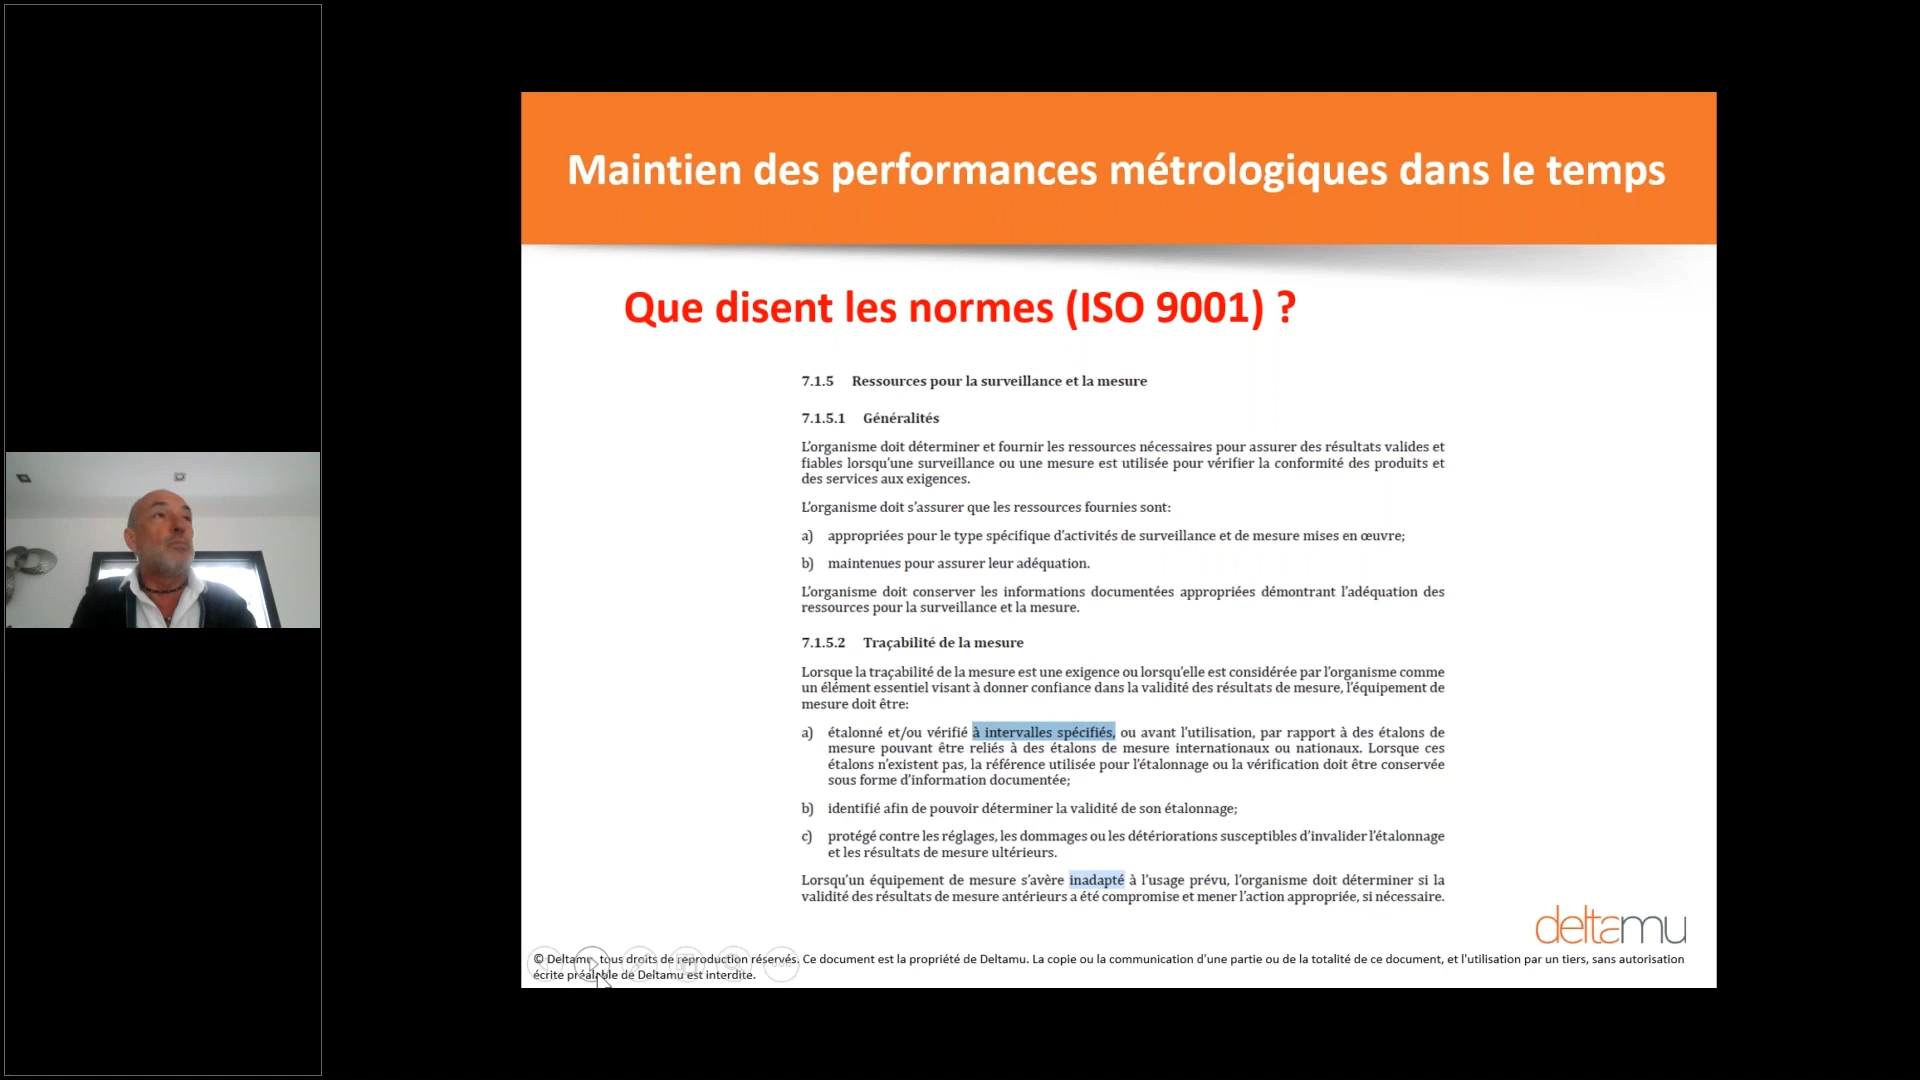 Maintien des performances métrologiques dans le temps
Que disent les normes (ISO 9001) ?
7.1.5 Ressources pour la surveillance et la mesure
7.1.5.1 Généralités
L'organisme doit déterminer et fournir les ressources nécessaires pour assurer des résultats valides et
fiables lorsqu'une surveillance ou une mesure est utilisée pour vérifier la conformité des produits et
des services aux exigences.
L'organisme doit s'assurer que les ressources fournies sont:
a) appropriées pour le type spécifique d'activités de surveillance et de mesure mises en œuvre;
b) maintenues pour assurer leur adéquation.
L'organisme doit conserver les informations documentées appropriées démontrant l'adéquation des
ressources pour la surveillance et la mesure.
7.1.5.2 Traçabilité de la mesure
Lorsque la traçabilité de la mesure est une exigence ou lorsqu'elle est considérée par l'organisme comme
un élément essentiel visant à donner confiance dans la validité des résultats de mesure, l'équipement de
mesure doit être:
a) étalonné et/ou vérifié à intervalles spécifiés, ou avant l'utilisation, par rapport à des étalons de
mesure pouvant être reliés à des étalons de mesure internationaux ou nationaux. Lorsque ces
étalons n'existent pas, la référence utilisée pour l'étalonnage ou la vérification doit être conservée
sous forme d'information documentée;
b) identifié afin de pouvoir déterminer la validité de son étalonnage;
c) protégé contre les réglages, les dommages ou les détériorations susceptibles d'invalider l'étalonnage
et les résultats de mesure ultérieurs.
Lorsqu'un équipement de mesure s'avère inadapté à l'usage prévu, l'organisme doit déterminer si la
validité des résultats de mesure antérieurs a été compromise et mener l'action appropriée, si nécessaire.
deltamu
© Deltamu, tous droits de reproduction réservés. Ce document est la propriété de Deltamu. La copie ou la communication d'une partie ou de la totalité de ce document, et l'utilisation par un tiers, sans autorisation
écrite préalable de Deltamu est interdite.